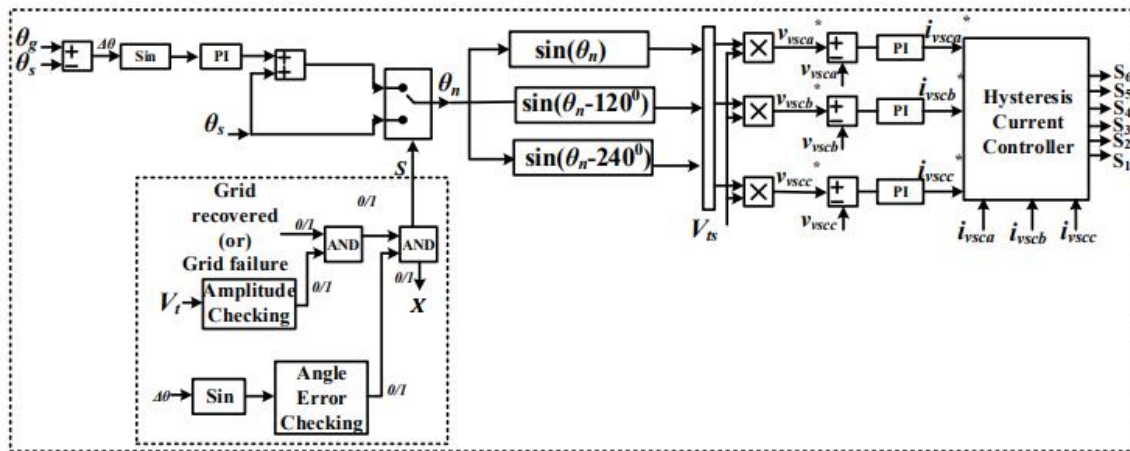 θg
θs
Δθ
Sin
PI
θs
θn
S
sin(θn)
sin(θn-120⁰)
sin(θn-240⁰)
Vts
vvsca*
vvsca
PI
ivsca*
vvscb*
vvscb
PI
ivscb*
vvscc*
vvscc
PI
ivscc*
Hysteresis
Current
Controller
S6
S5
S4
S3
S2
S1
ivsca
ivscb
ivscc
Grid
recovered
(or)
Grid failure
0/1
0/1
AND
AND
0/1
0/1
X
Vt
Amplitude
Checking
Δθ
Sin
Angle
Error
Checking
0/1